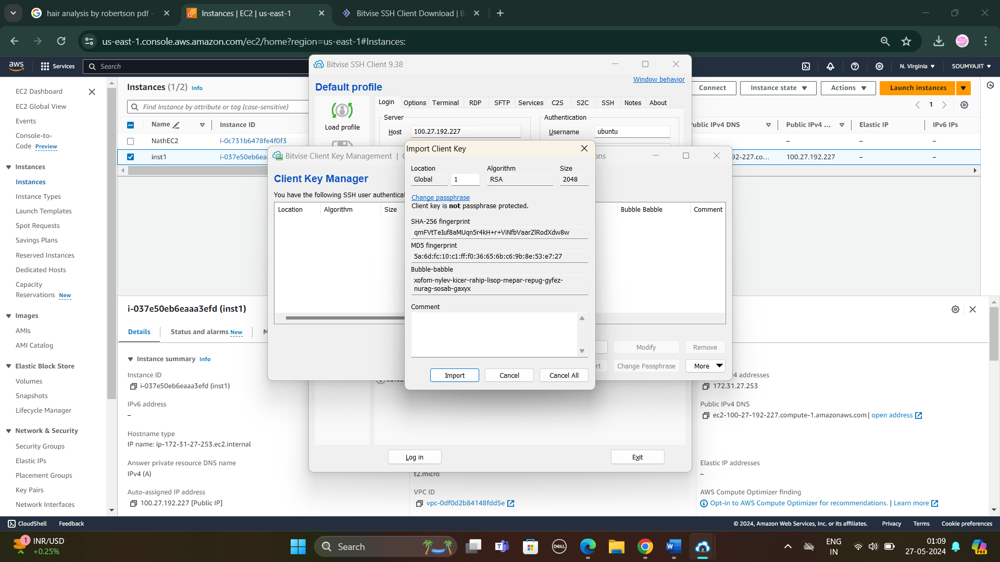 hair analysis by robertson pdf -
Instances | EC2 | us-east-1
Bitvise SSH Client Download | B
us-east-1.console.aws.amazon.com/ec2/home?region=us-east-1#Instances:
aws
Services
Search
N. Virginia
SOUMYAJIT
Bitvise SSH Client 9.38
Window behavior
Default profile
Login
Options
Terminal
RDP
SFTP
Services
C2S
S2C
SSH
Notes
About
Load profile
Server
Host
100.27.192.227
Authentication
Username
ubuntu
EC2 Dashboard
EC2 Global View
Events
Console-to-
Code Preview
Instances
Instances
Instance Types
Launch Templates
Spot Requests
Savings Plans
Reserved Instances
Dedicated Hosts
Capacity
Reservations New
Images
AMIs
AMI Catalog
Elastic Block Store
Volumes
Snapshots
Lifecycle Manager
Network & Security
Security Groups
Elastic IPs
Placement Groups
Key Pairs
Network Interfaces
Instances (1/2) Info
Connect
Instance state
Actions
Launch instances
Find Instance by attribute or tag (case-sensitive)
1
Name
Instance ID
Public IPv4 DNS
Public IPv4 ...
Elastic IP
IPv6 IPs
NathEC2
i-0c731b6478fe4f0f3
–
–
–
inst1
i-037e50eb6eaa
92-227.co...
100.27.192.227
–
–
Bitvise Client Key Management
ons
Client Key Manager
You have the following SSH user authenticat
Location
Algorithm
Size
Bubble Babble
Comment
Modify
Remove
rt
Change Passphrase
More
Import Client Key
Location
Algorithm
Size
Global
1
RSA
2048
Change passphrase
Client key is not passphrase protected.
SHA-256 fingerprint
qmFVtTeIuf8aMUqn5r4kH+r+ViNfbVaarZlRodXdw8w
MD5 fingerprint
5a:6d:fc:10:c1:ff:f0:36:65:6b:c6:9b:8e:53:e7:27
Bubble-babble
xofom-nylev-kicer-rahip-lisop-mepar-repug-gyfez-
nurag-sosab-gaxyx
Comment
Import
Cancel
Cancel All
Log in
Exit
i-037e50eb6eaaa3efd (inst1)
Details
Status and alarms New
M
Instance summary Info
Instance ID
i-037e50eb6eaaa3efd (inst1)
IPv6 address
–
Hostname type
IP name: ip-172-31-27-253.ec2.internal
Answer private resource DNS name
IPv4 (A)
Auto-assigned IP address
100.27.192.227 [Public IP]
t2.micro
VPC ID
vpc-0df0d2b84148fdd5e
v4 addresses
172.31.27.253
Public IPv4 DNS
ec2-100-27-192-227.compute-1.amazonaws.com | open address
Elastic IP addresses
–
AWS Compute Optimizer finding
Opt-in to AWS Compute Optimizer for recommendations. | Learn more
CloudShell
Feedback
© 2024, Amazon Web Services, Inc. or its affiliates.
Privacy
Terms
Cookie preferences
1
INR/USD
+0.25%
Search
DELL
ENG
IN
01:09
27-05-2024
PRE